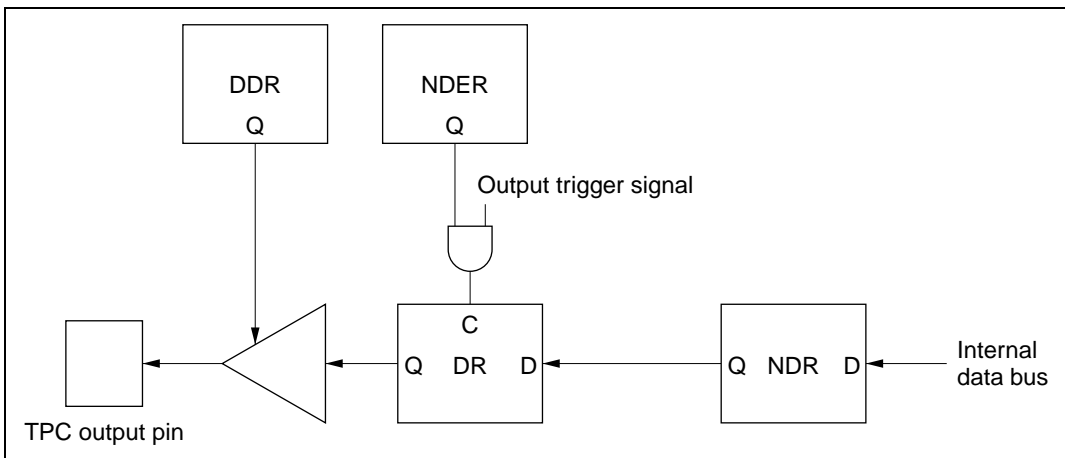 DDR
Q
NDER
Q
Output trigger signal
C
Q DR D
Q NDR D
Internal
data bus
TPC output pin